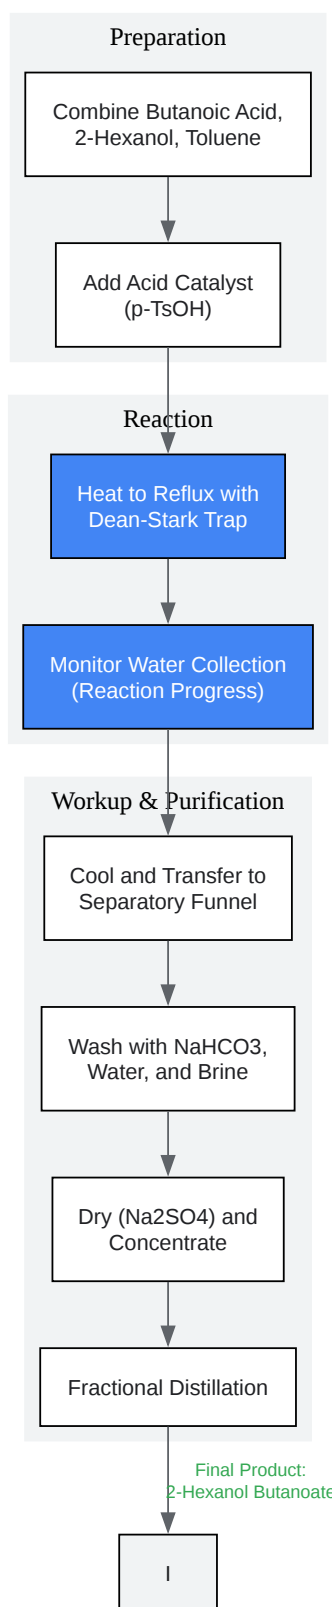 Preparation
Combine Butanoic Acid,
2-Hexanol, Toluene
Add Acid Catalyst
(p-TsOH)
Reaction
Heat to Reflux with
Dean-Stark Trap
Monitor Water Collection
(Reaction Progress)
Workup & Purification
Cool and Transfer to
Separatory Funnel
Wash with NaHCO3,
Water, and Brine
Dry (Na2SO4) and
Concentrate
Fractional Distillation
Final Product:
2-Hexanol Butanoate
I